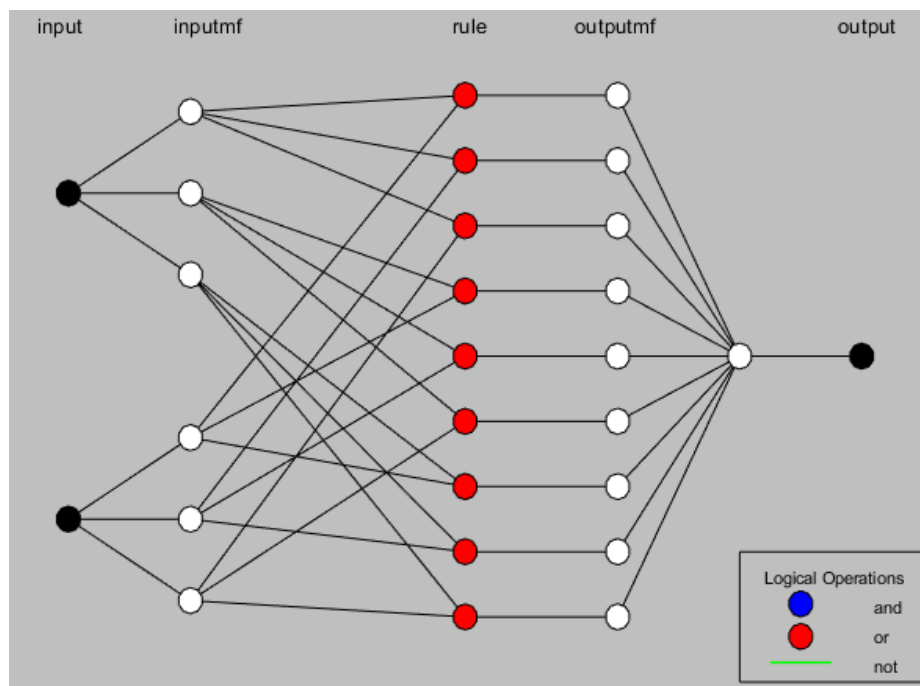 input inputmf rule outputmf output
Logical Operations
and
or
not